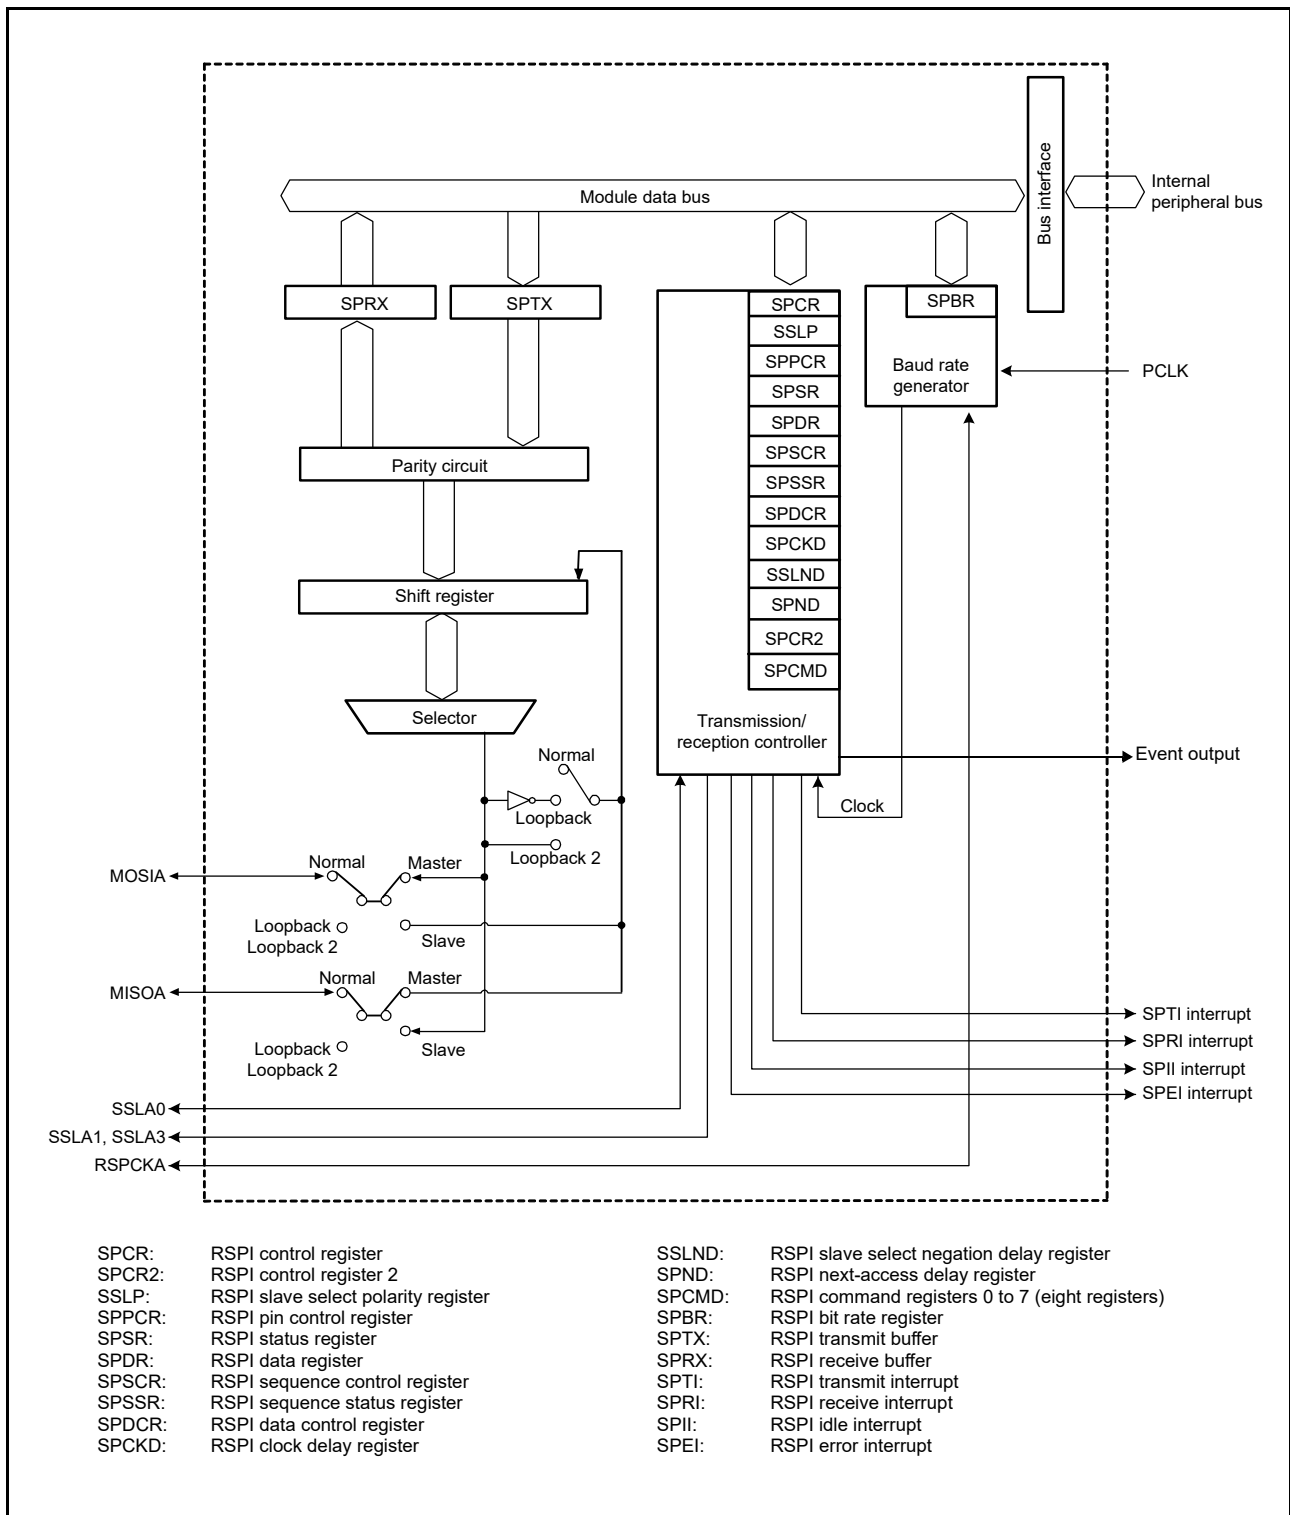 Bus interface
Module data bus
Internal
peripheral bus
SPRX
SPTX
SPCR
SPBR
SSLP
SPPCR
Baud rate
generator
PCLK
SPSR
SPDR
SPSCR
Parity circuit
SPSSR
SPDCR
SPCKD
SSLND
Shift register
SPND
SPCR2
SPCMD
Selector
Transmission/
reception controller
Normal
Event output
Loopback
Clock
Loopback 2
Normal
Master
MOSIA
Loopback
Loopback 2
Slave
Normal
Master
MISOA
Loopback
Loopback 2
Slave
SPTI interrupt
SPRI interrupt
SPII interrupt
SPEI interrupt
SSLA0
SSLA1, SSLA3
RSPCKA
SPCR: RSPI control register
SPCR2: RSPI control register 2
SSLP: RSPI slave select polarity register
SPPCR: RSPI pin control register
SPSR: RSPI status register
SPDR: RSPI data register
SPSCR: RSPI sequence control register
SPSSR: RSPI sequence status register
SPDCR: RSPI data control register
SPCKD: RSPI clock delay register
SSLND: RSPI slave select negation delay register
SPND: RSPI next-access delay register
SPCMD: RSPI command registers 0 to 7 (eight registers)
SPBR: RSPI bit rate register
SPTX: RSPI transmit buffer
SPRX: RSPI receive buffer
SPTI: RSPI transmit interrupt
SPRI: RSPI receive interrupt
SPII: RSPI idle interrupt
SPEI: RSPI error interrupt